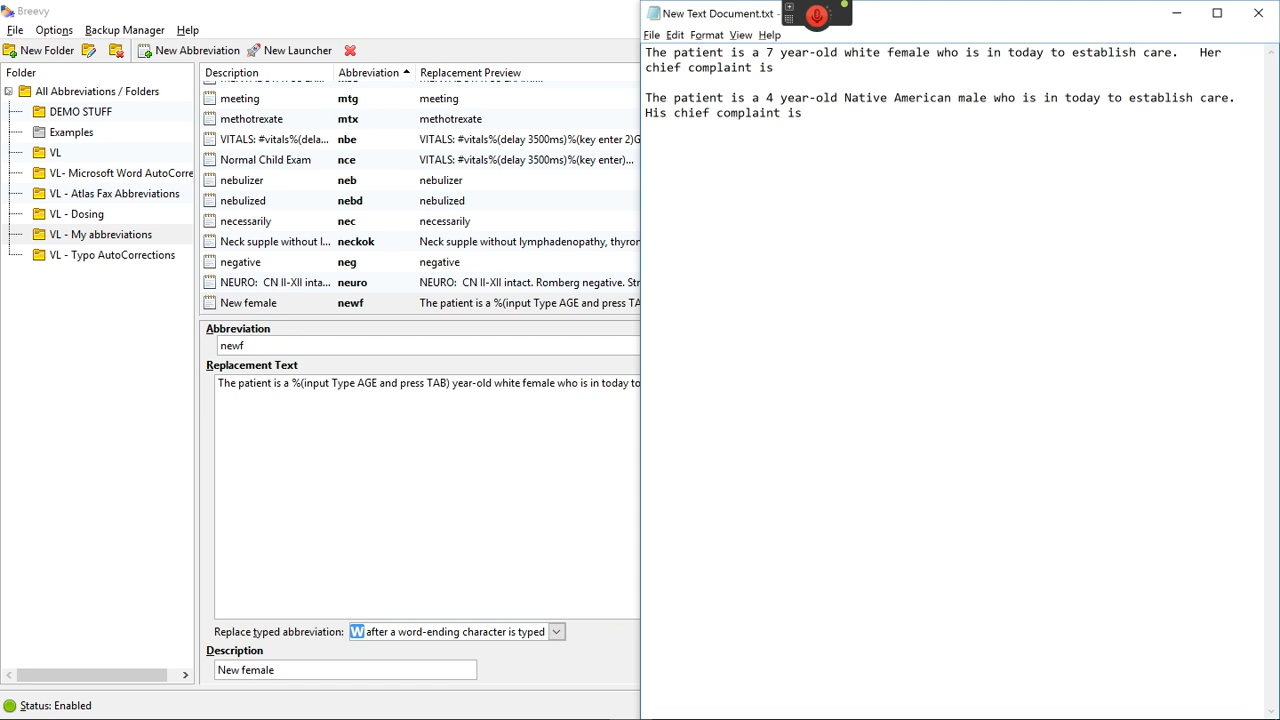 Breevy
File Options Backup Manager Help
New Folder New Abbreviation New Launcher
Folder
All Abbreviations / Folders
DEMO STUFF
Examples
VL
VL- Microsoft Word AutoCorre
VL - Atlas Fax Abbreviations
VL - Dosing
VL - My abbreviations
VL - Typo AutoCorrections
Description Abbreviation Replacement Preview
meeting mtg meeting
methotrexate mtx methotrexate
VITALS: #vitals%(dela... nbe VITALS: #vitals%(delay 3500ms)%(key enter 2)G
Normal Child Exam nce VITALS: #vitals%(delay 3500ms)%(key enter)...
nebulizer neb nebulizer
nebulized nebd nebulized
necessarily nec necessarily
Neck supple without l... neckok Neck supple without lymphadenopathy, thyron
negative neg negative
NEURO: CN II-XII inta... neuro NEURO: CN II-XII intact. Romberg negative. Str
New female newf The patient is a %(input Type AGE and press TA
Abbreviation
newf
Replacement Text
The patient is a %(input Type AGE and press TAB) year-old white female who is in today to
Replace typed abbreviation: W after a word-ending character is typed
Description
New female
Status: Enabled
New Text Document.txt -
File Edit Format View Help
The patient is a 7 year-old white female who is in today to establish care. Her
chief complaint is
The patient is a 4 year-old Native American male who is in today to establish care.
His chief complaint is